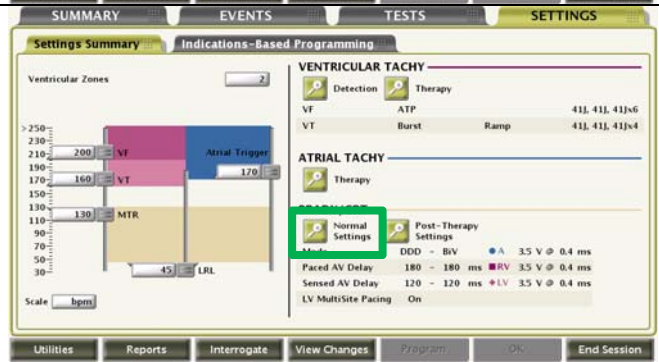 SUMMARY EVENTS TESTS SETTINGS
Settings Summary Indications-Based Programming
Ventricular Zones 2
>250
230
210
190
170
150
130
110
90
70
50
30
200 VF
160 VT
130 MTR
45 LRL
Atrial Trigger
170
Scale bpm
VENTRICULAR TACHY
Detection Therapy
VF ATP 41J, 41J, 41Jx6
VT Burst Ramp 41J, 41J, 41Jx4
ATRIAL TACHY
Therapy
Normal Settings
Post-Therapy Settings
Mode DDD - BiV A 3.5 V @ 0.4 ms
Paced AV Delay 180 - 180 ms RV 3.5 V @ 0.4 ms
Sensed AV Delay 120 - 120 ms LV 3.5 V @ 0.4 ms
LV MultiSite Pacing On
Utilities Reports Interrogate View Changes Program OK End Session